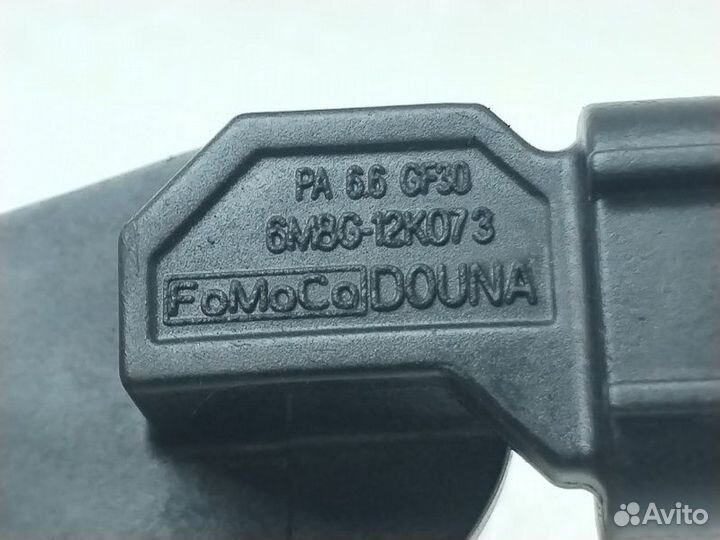 PA 6.6 GF30
6M8G-12K073
FoMoCo DOUNA
Avito